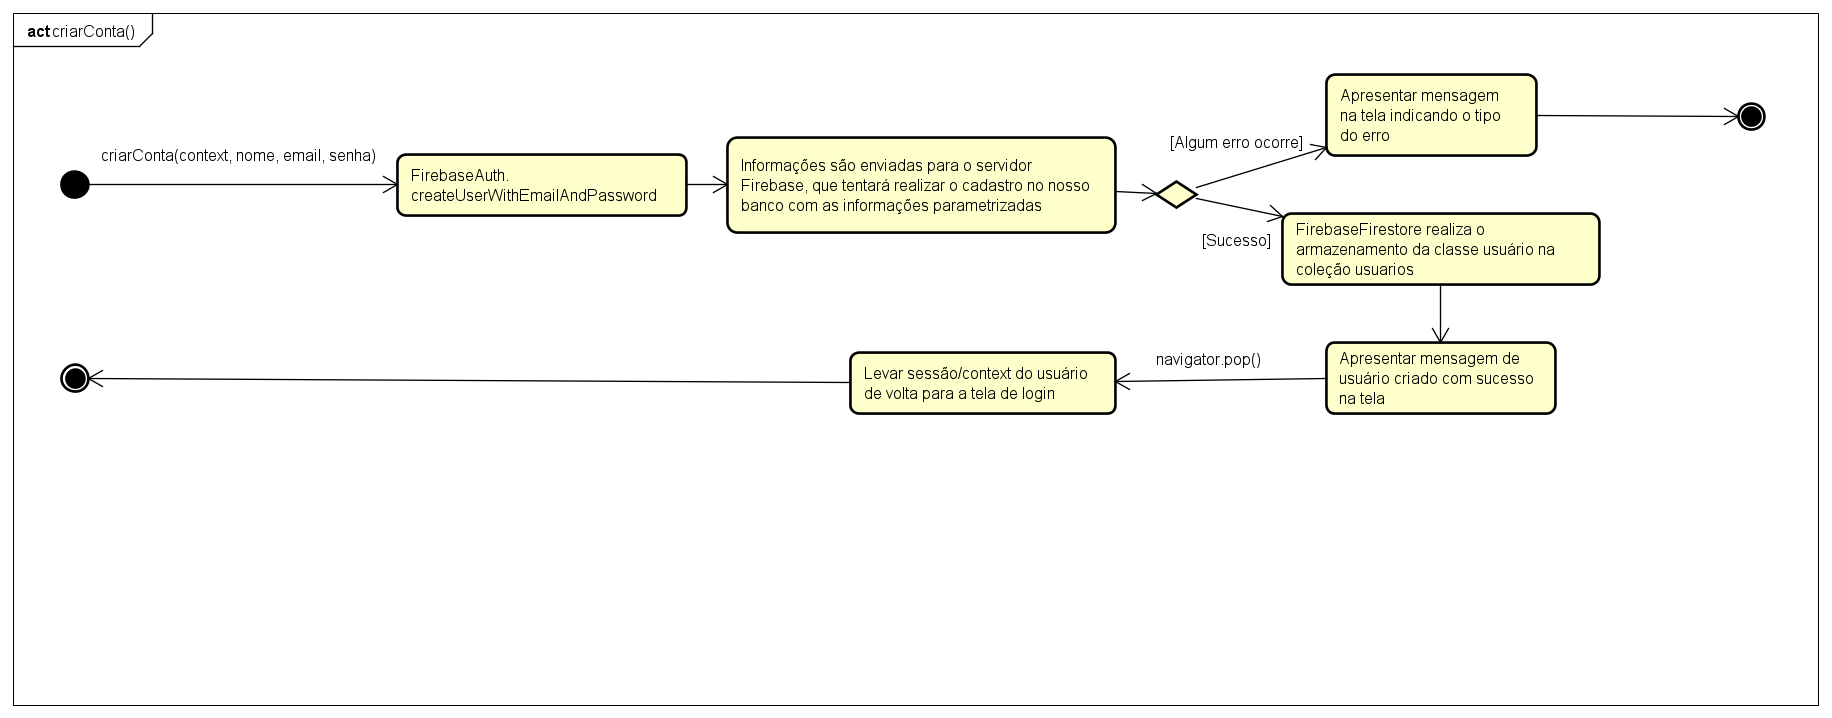 act criarConta()
criarConta(context, nome, email, senha)
FirebaseAuth.
createUserWithEmailAndPassword
Informações são enviadas para o servidor
Firebase, que tentará realizar o cadastro no nosso
banco com as informações parametrizadas
[Algum erro ocorre]
Apresentar mensagem
na tela indicando o tipo
do erro
[Sucesso]
FirebaseFirestore realiza o
armazenamento da classe usuário na
coleção usuarios
Apresentar mensagem de
usuário criado com sucesso
na tela
navigator.pop()
Levar sessão/context do usuário
de volta para a tela de login